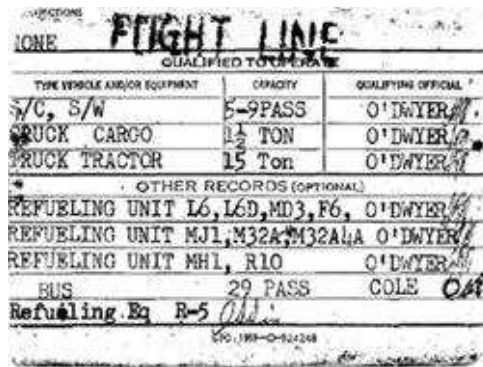 NONE FLIGHT LINE
QUALIFIED TO OPERATE
TYPE VEHICLE AND/OR EQUIPMENT CAPACITY QUALIFYING OFFICIAL
S/C, S/W 5-9PASS O'DWYER
TRUCK CARGO 1½ TON O'DWYER
TRUCK TRACTOR 15 Ton O'DWYER
OTHER RECORDS (OPTIONAL)
REFUELING UNIT L6,L6D,MD3,F6, O'DWYER
REFUELING UNIT MJ1,M32A,M32A4A O'DWYER
REFUELING UNIT MH1, R10 O'DWYER
BUS 29 PASS COLE
Refueling Eq R-5